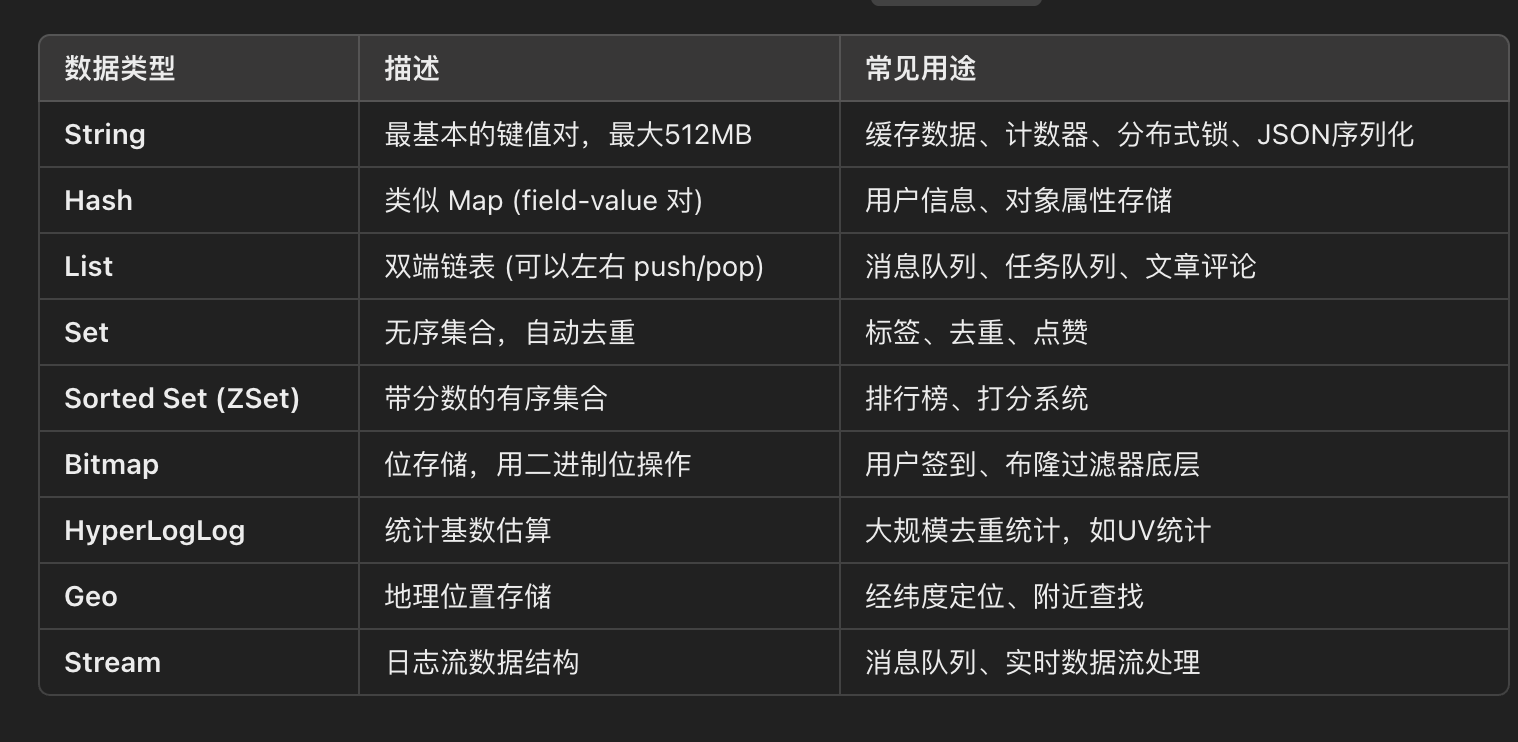 数据类型 描述 常见用途
String 最基本的键值对，最大512MB 缓存数据、计数器、分布式锁、JSON序列化
Hash 类似 Map (field-value 对) 用户信息、对象属性存储
List 双端链表 (可以左右 push/pop) 消息队列、任务队列、文章评论
Set 无序集合，自动去重 标签、去重、点赞
Sorted Set (ZSet) 带分数的有序集合 排行榜、打分系统
Bitmap 位存储，用二进制位操作 用户签到、布隆过滤器底层
HyperLogLog 统计基数估算 大规模去重统计，如UV统计
Geo 地理位置存储 经纬度定位、附近查找
Stream 日志流数据结构 消息队列、实时数据流处理